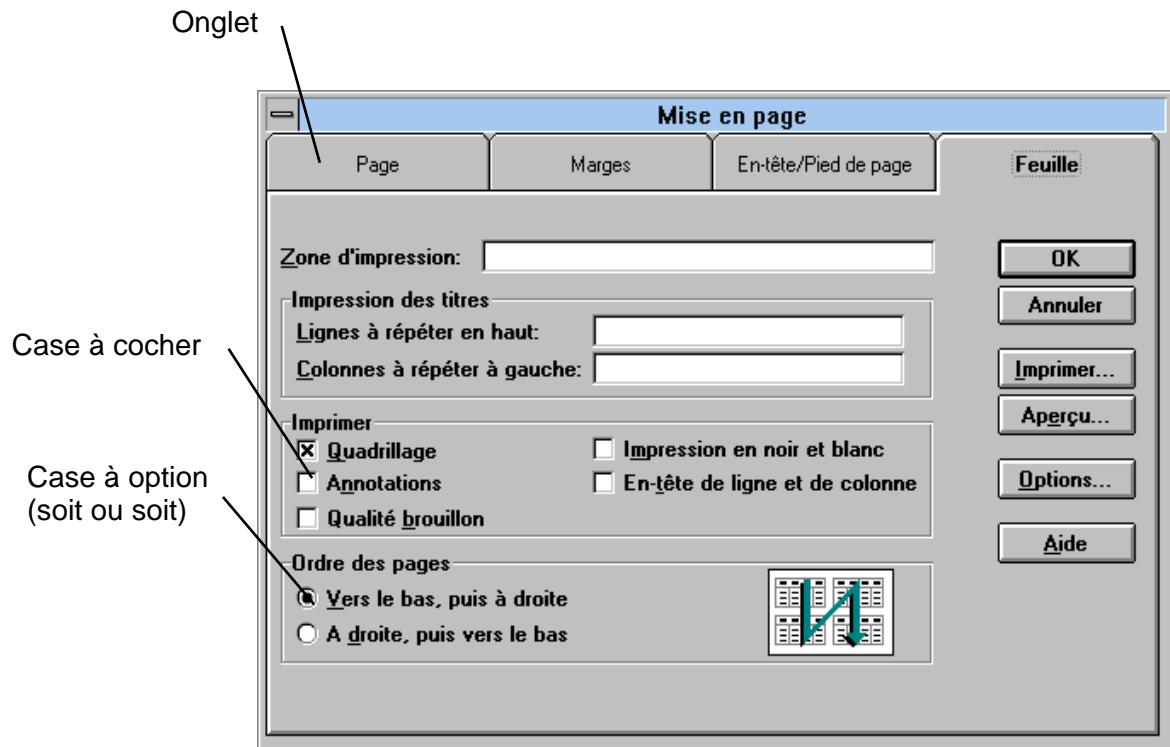 Onglet
Mise en page
Page Marges En-tête/Pied de page Feuille
Zone d'impression:
OK
Impression des titres
Annuler
Lignes à répéter en haut:
Case à cocher
Colonnes à répéter à gauche:
Imprimer...
Aperçu...
Imprimer
Quadrillage Impression en noir et blanc
Case à option
(soit ou soit)
Annotations En-tête de ligne et de colonne
Options...
Qualité brouillon
Aide
Ordre des pages
Vers le bas, puis à droite
A droite, puis vers le bas